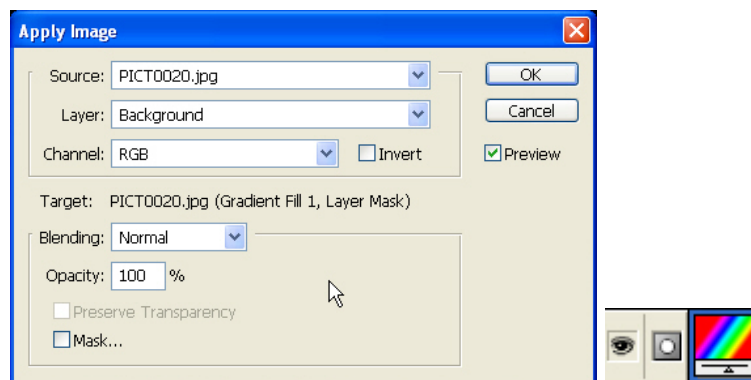 Apply Image
Source: PICT0020.jpg
OK
Layer: Background
Cancel
Channel: RGB
Invert
Preview
Target: PICT0020.jpg (Gradient Fill 1, Layer Mask)
Blending: Normal
Opacity: 100 %
Preserve Transparency
Mask...